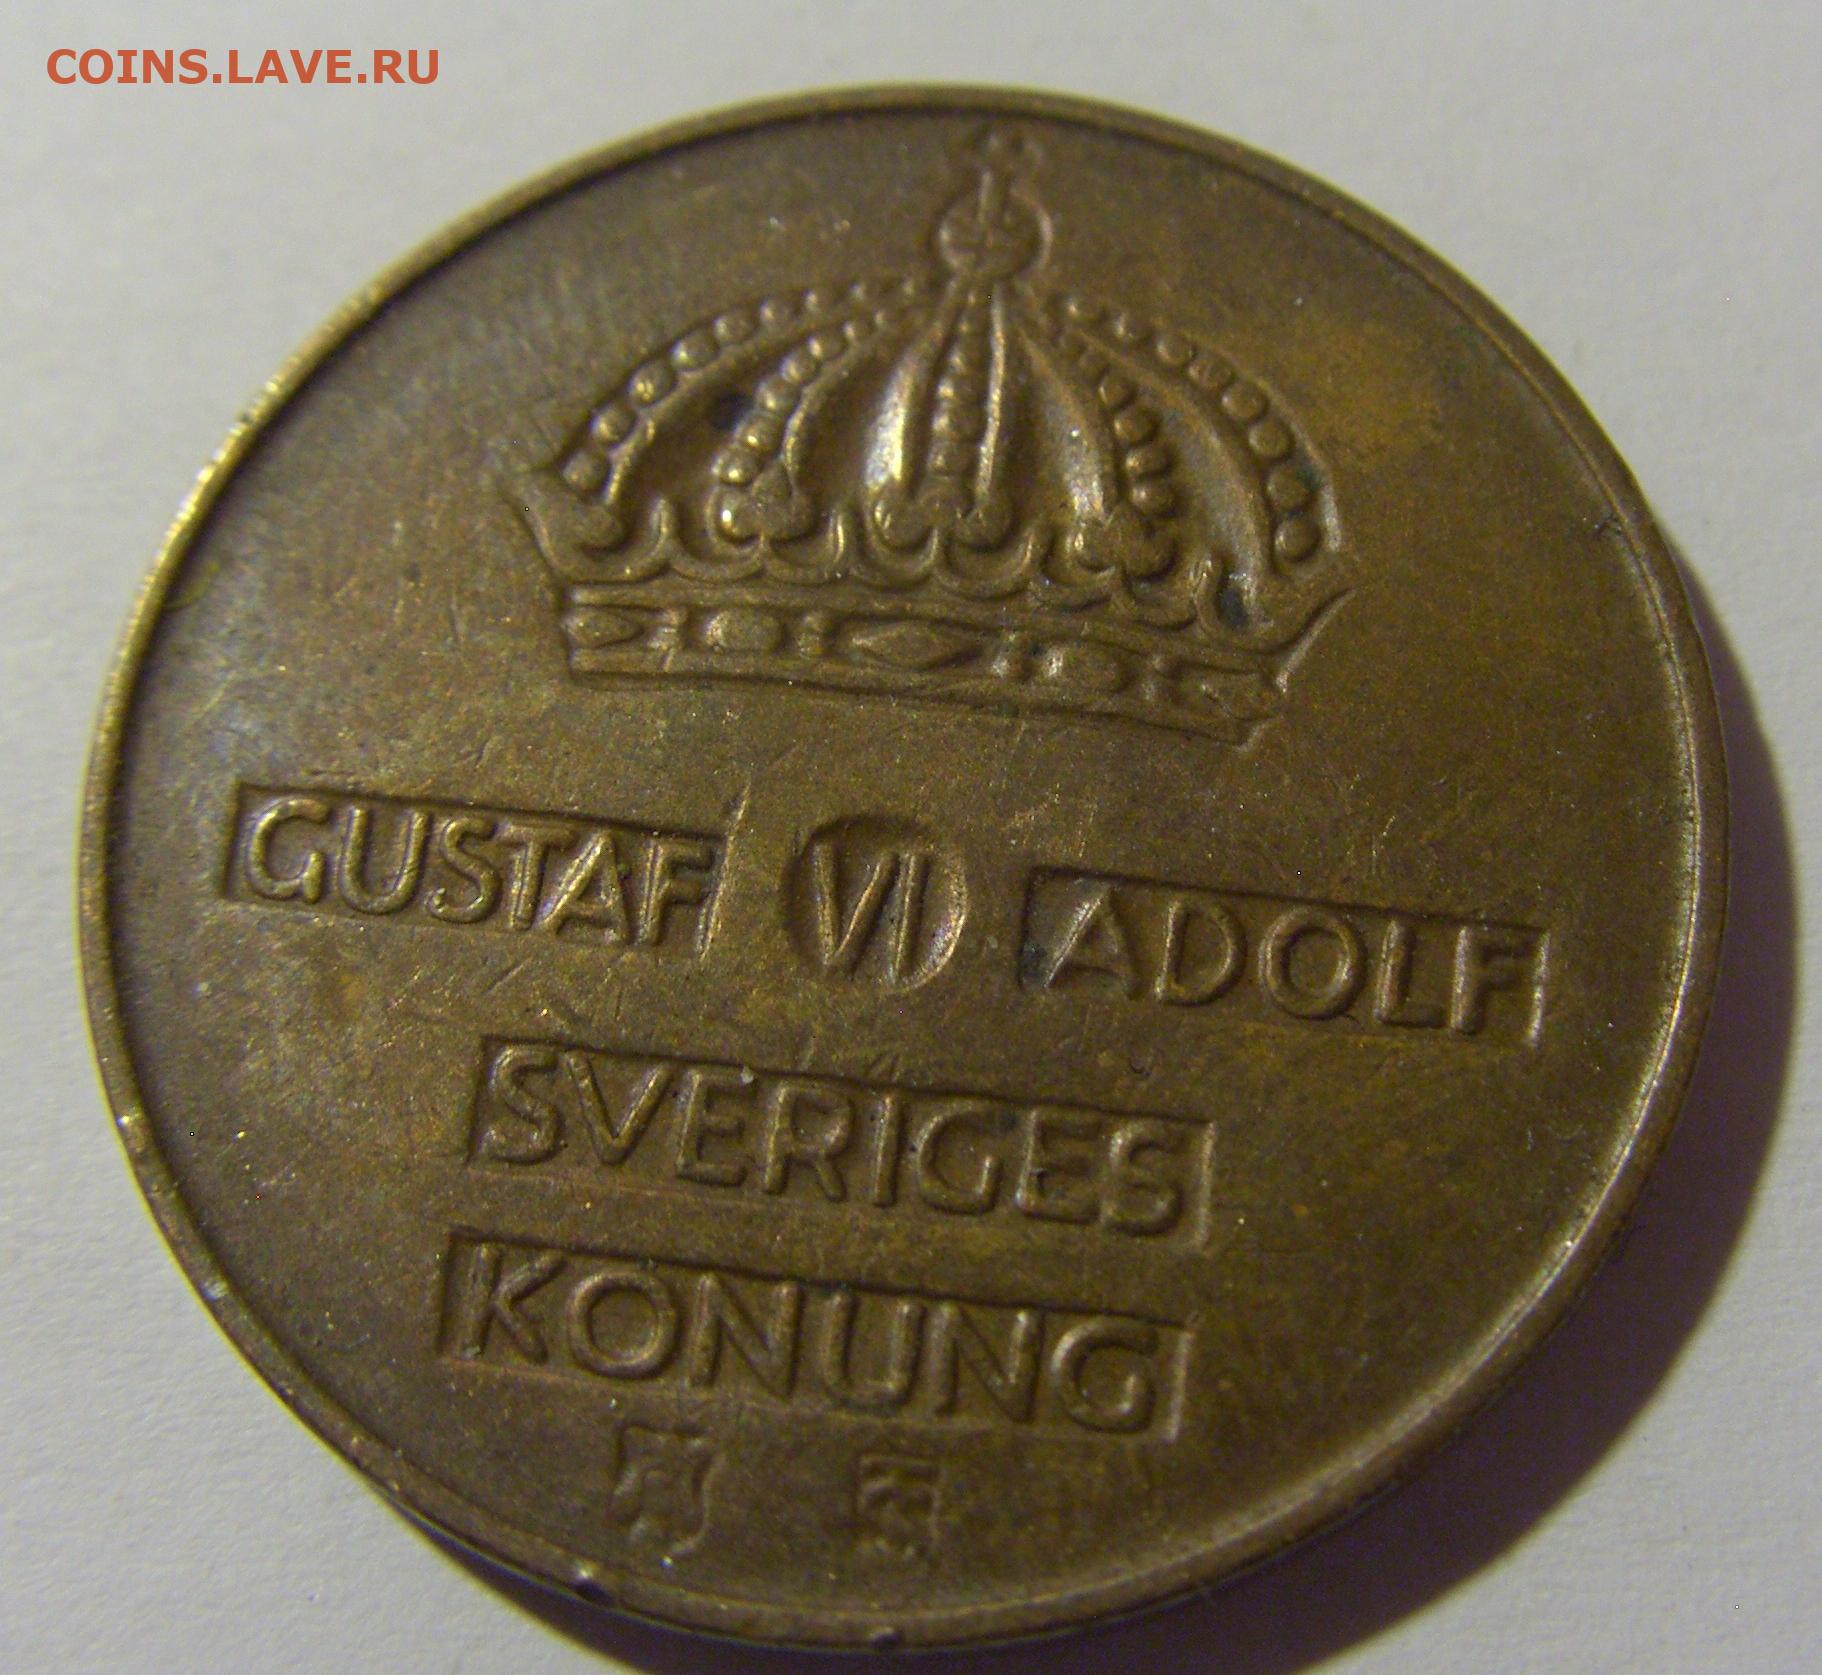 COINS.LAVE.RU
GUSTAF VI ADOLF
SVERIGES
KONUNG